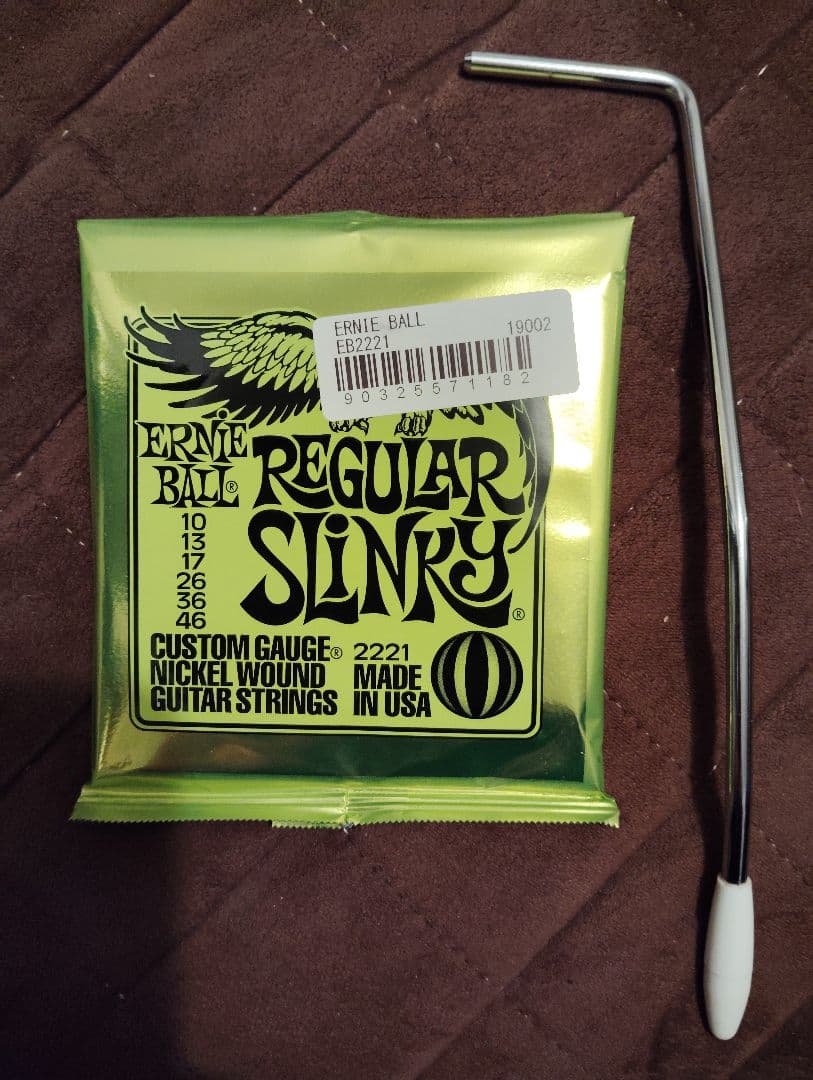 ERNIE BALL 19002
EB2221
90325571182
ERNIE
BALL®
REGULAR
SLINKY®
10
13
17
26
36
46
CUSTOM GAUGE®
NICKEL WOUND
GUITAR STRINGS
2221
MADE
IN USA